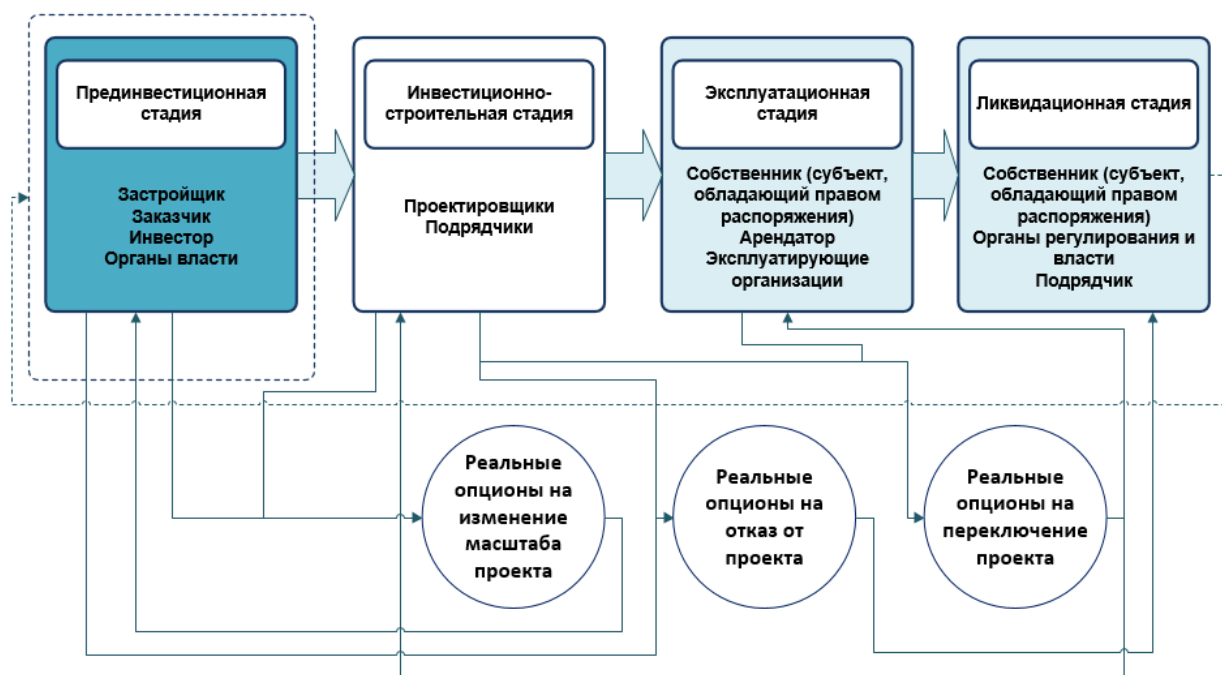 Прединвестиционная
стадия
Застройщик
Заказчик
Инвестор
Органы власти
Инвестиционно-
строительная стадия
Проектировщики
Подрядчики
Эксплуатационная
стадия
Собственник (субъект,
обладающий правом
распоряжения)
Арендатор
Эксплуатирующие
организации
Ликвидационная стадия
Собственник (субъект,
обладающий правом
распоряжения)
Органы регулирования и
власти
Подрядчик
Реальные
опционы на
изменение
масштаба
проекта
Реальные
опционы на
отказ от
проекта
Реальные
опционы на
переключение
проекта